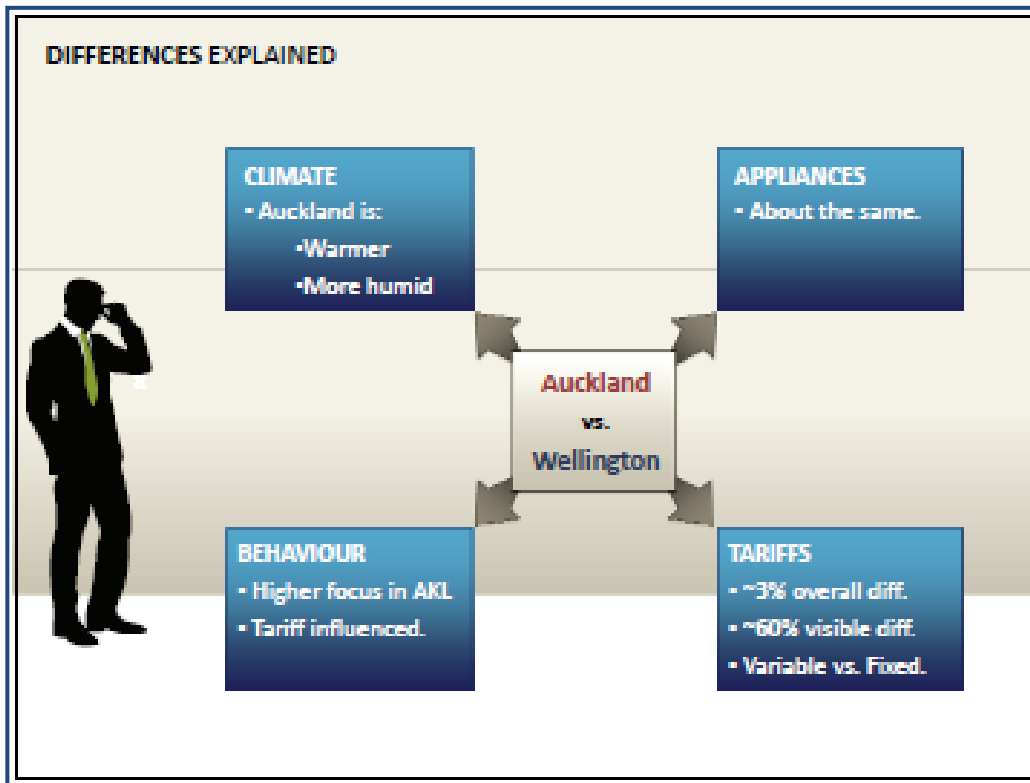 DIFFERENCES EXPLAINED
CLIMATE
▪ Auckland is:
▪Warmer
▪More humid
APPLIANCES
▪ About the same.
Auckland
vs.
Wellington
BEHAVIOUR
▪ Higher focus in AKL
▪ Tariff influenced.
TARIFFS
▪ ~3% overall diff.
▪ ~60% visible diff.
▪ Variable vs. Fixed.